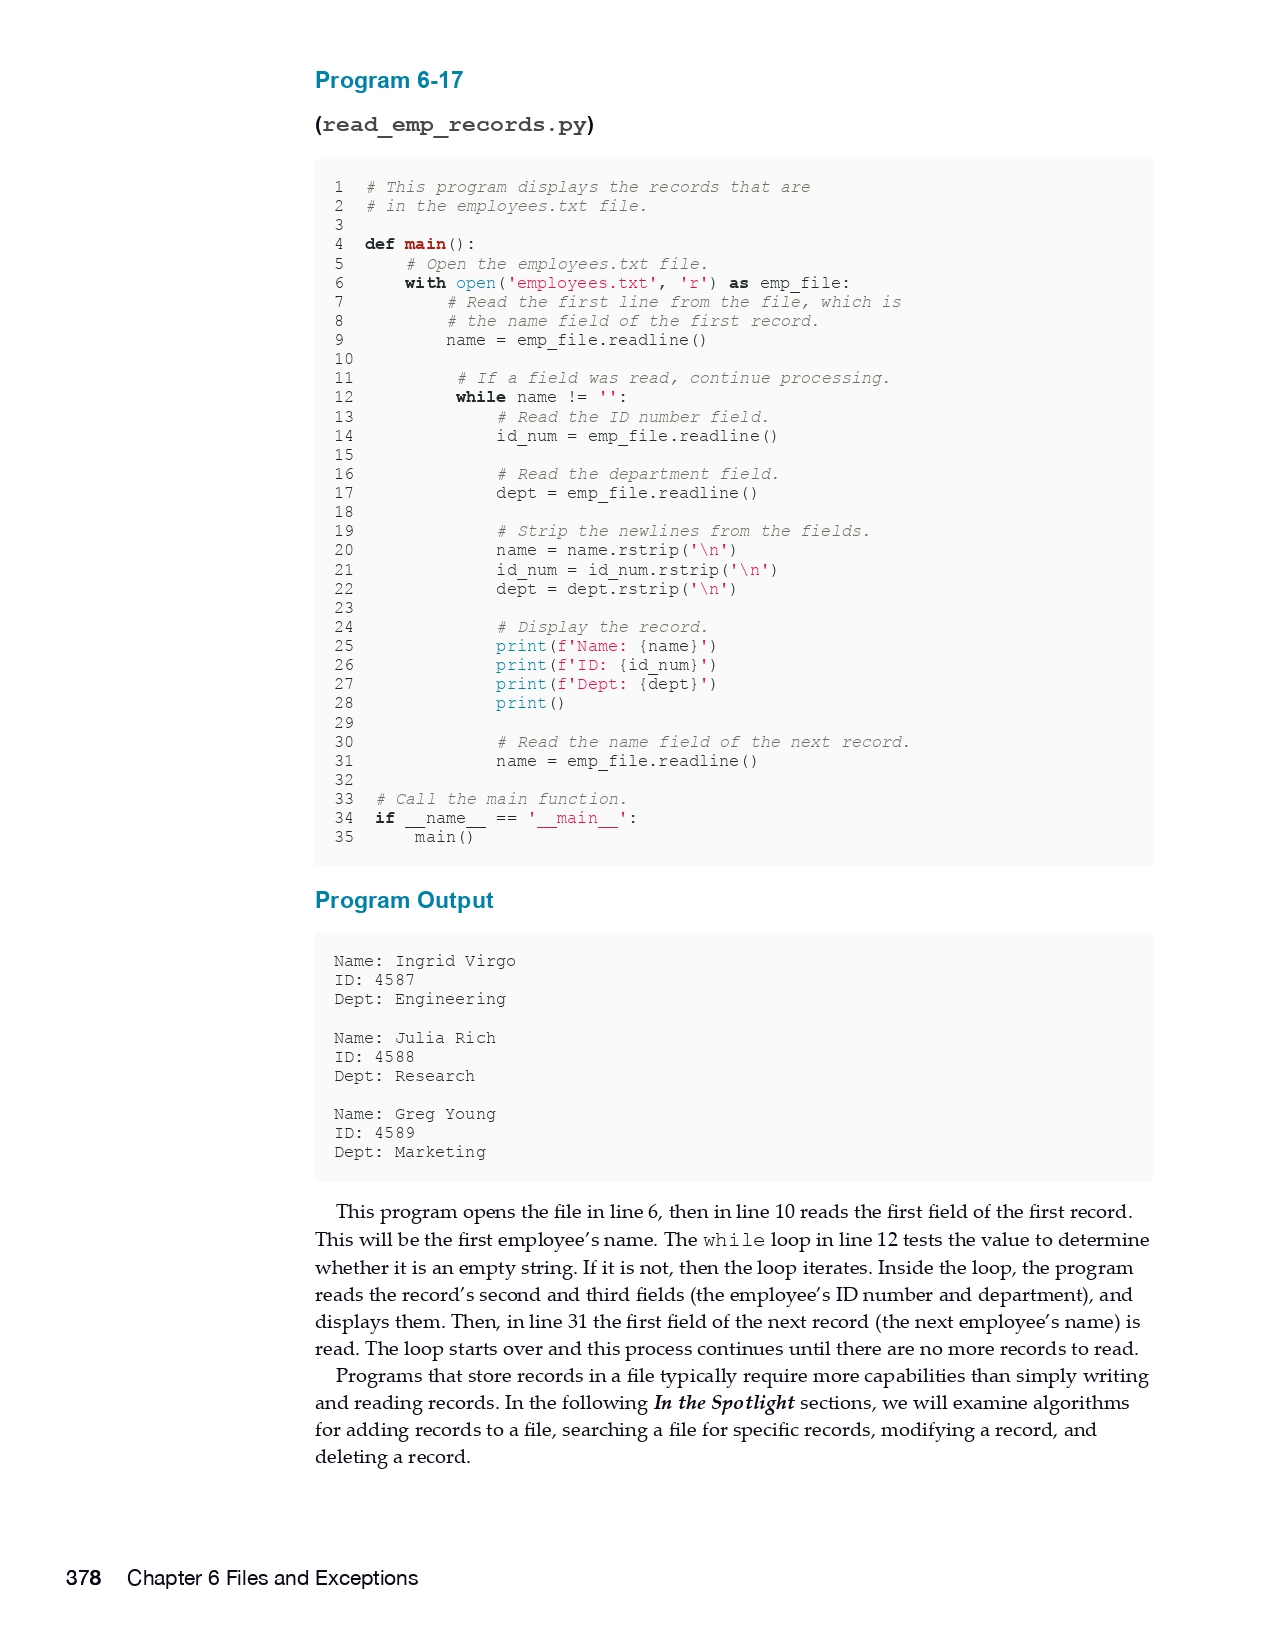 Program 6-17
(read_emp_records.py)
1  # This program displays the records that are
2  # in the employees.txt file.
3
4  def main():
5      # Open the employees.txt file.
6      with open('employees.txt', 'r') as emp_file:
7          # Read the first line from the file, which is
8          # the name field of the first record.
9          name = emp_file.readline()
10
11          # If a field was read, continue processing.
12          while name != '':
13              # Read the ID number field.
14              id_num = emp_file.readline()
15
16              # Read the department field.
17              dept = emp_file.readline()
18
19              # Strip the newlines from the fields.
20              name = name.rstrip('\n')
21              id_num = id_num.rstrip('\n')
22              dept = dept.rstrip('\n')
23
24              # Display the record.
25              print(f'Name: {name}')
26              print(f'ID: {id_num}')
27              print(f'Dept: {dept}')
28              print()
29
30              # Read the name field of the next record.
31              name = emp_file.readline()
32
33  # Call the main function.
34  if __name__ == '__main__':
35      main()
Program Output
Name: Ingrid Virgo
ID: 4587
Dept: Engineering
Name: Julia Rich
ID: 4588
Dept: Research
Name: Greg Young
ID: 4589
Dept: Marketing
This program opens the file in line 6, then in line 10 reads the first field of the first record.
This will be the first employee’s name. The while loop in line 12 tests the value to determine
whether it is an empty string. If it is not, then the loop iterates. Inside the loop, the program
reads the record’s second and third fields (the employee’s ID number and department), and
displays them. Then, in line 31 the first field of the next record (the next employee’s name) is
read. The loop starts over and this process continues until there are no more records to read.
Programs that store records in a file typically require more capabilities than simply writing
and reading records. In the following In the Spotlight sections, we will examine algorithms
for adding records to a file, searching a file for specific records, modifying a record, and
deleting a record.
378 Chapter 6 Files and Exceptions